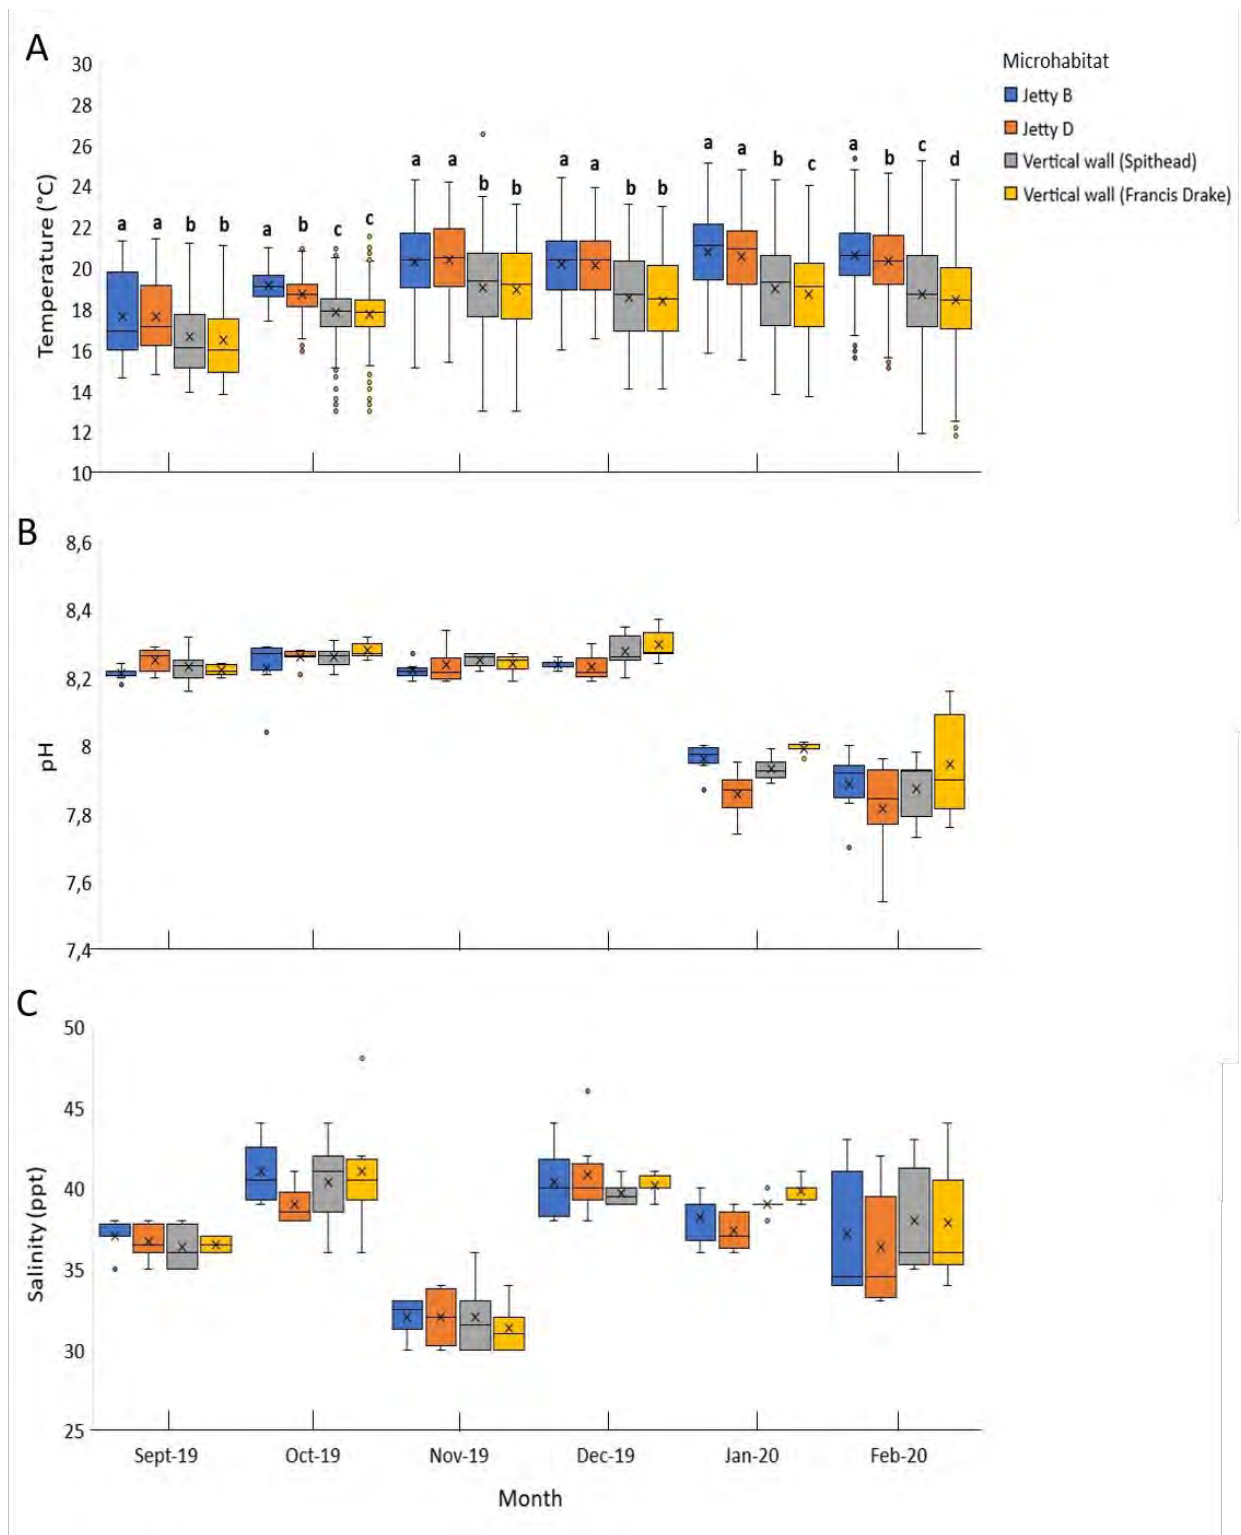 A
Temperature (°C)
30
28
26
24
22
20
18
16
14
12
10
a a b b
a b c c
a a b b
a a b b
a a b c
a b c d
Microhabitat
Jetty B
Jetty D
Vertical wall (Spithead)
Vertical wall (Francis Drake)
B
pH
8,6
8,4
8,2
8
7,8
7,6
7,4
C
Salinity (ppt)
50
45
40
35
30
25
Sept-19 Oct-19 Nov-19 Dec-19 Jan-20 Feb-20
Month